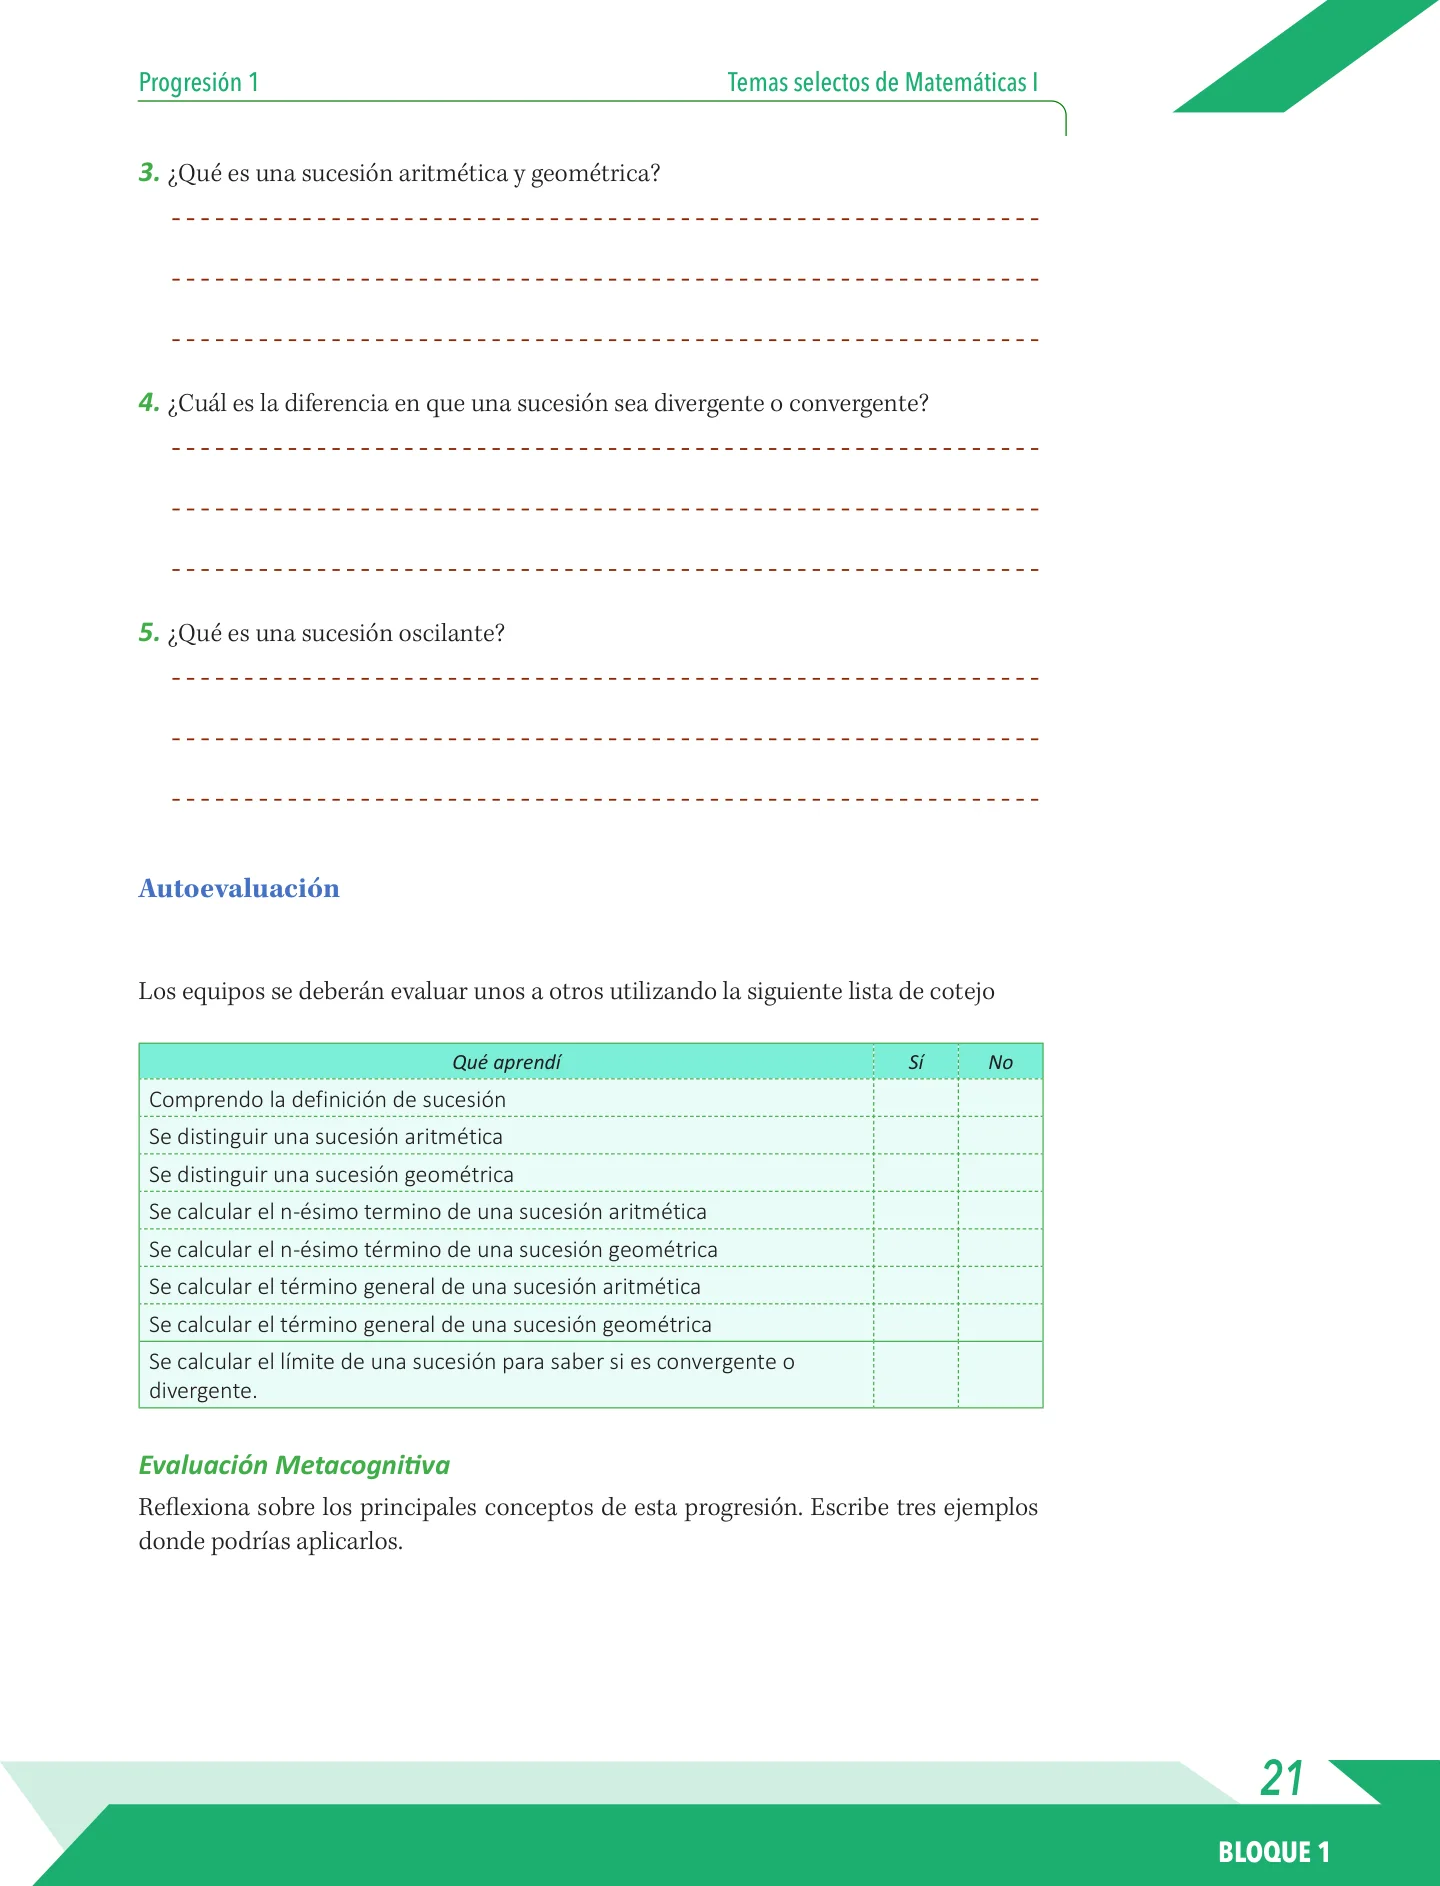 Progresión 1
Temas selectos de Matemáticas I
3. ¿Qué es una sucesión aritmética y geométrica?
4. ¿Cuál es la diferencia en que una sucesión sea divergente o convergente?
5. ¿Qué es una sucesión oscilante?
Autoevaluación
Los equipos se deberán evaluar unos a otros utilizando la siguiente lista de cotejo
Qué aprendí Sí No
Comprendo la definición de sucesión
Se distinguir una sucesión aritmética
Se distinguir una sucesión geométrica
Se calcular el n-ésimo termino de una sucesión aritmética
Se calcular el n-ésimo término de una sucesión geométrica
Se calcular el término general de una sucesión aritmética
Se calcular el término general de una sucesión geométrica
Se calcular el límite de una sucesión para saber si es convergente o
divergente.
Evaluación Metacognitiva
Reflexiona sobre los principales conceptos de esta progresión. Escribe tres ejemplos
donde podrías aplicarlos.
21
BLOQUE 1